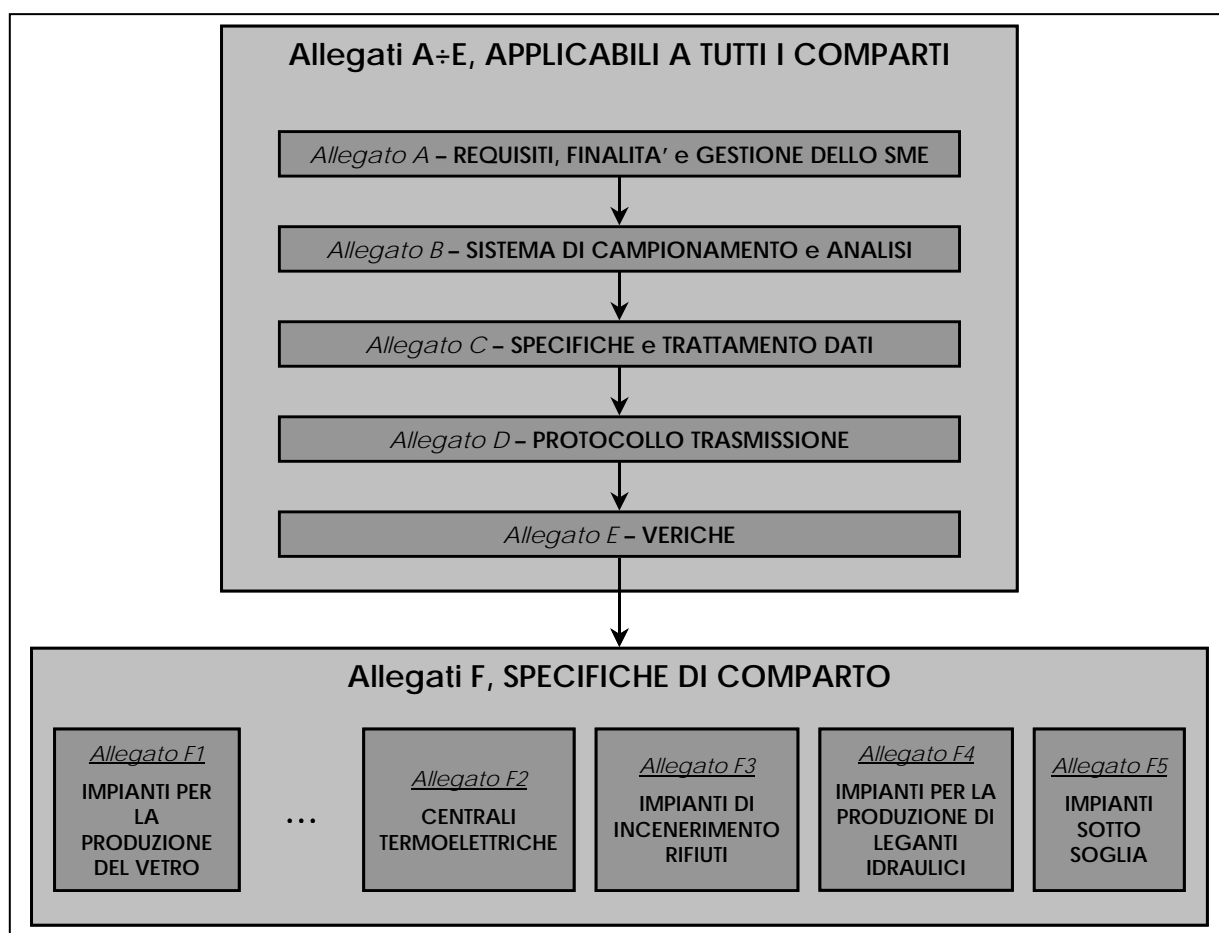 Allegati A÷E, APPLICABILI A TUTTI I COMPARTI
Allegato A – REQUISITI, FINALITA' e GESTIONE DELLO SME
Allegato B – SISTEMA DI CAMPIONAMENTO e ANALISI
Allegato C – SPECIFICHE e TRATTAMENTO DATI
Allegato D – PROTOCOLLO TRASMISSIONE
Allegato E – VERICHE
Allegati F, SPECIFICHE DI COMPARTO
Allegato F1
IMPIANTI PER
LA
PRODUZIONE
DEL VETRO
...
Allegato F2
CENTRALI
TERMOELETTRICHE
Allegato F3
IMPIANTI DI
INCENERIMENTO
RIFIUTI
Allegato F4
IMPIANTI PER LA
PRODUZIONE DI
LEGANTI
IDRAULICI
Allegato F5
IMPIANTI
SOTTO
SOGLIA